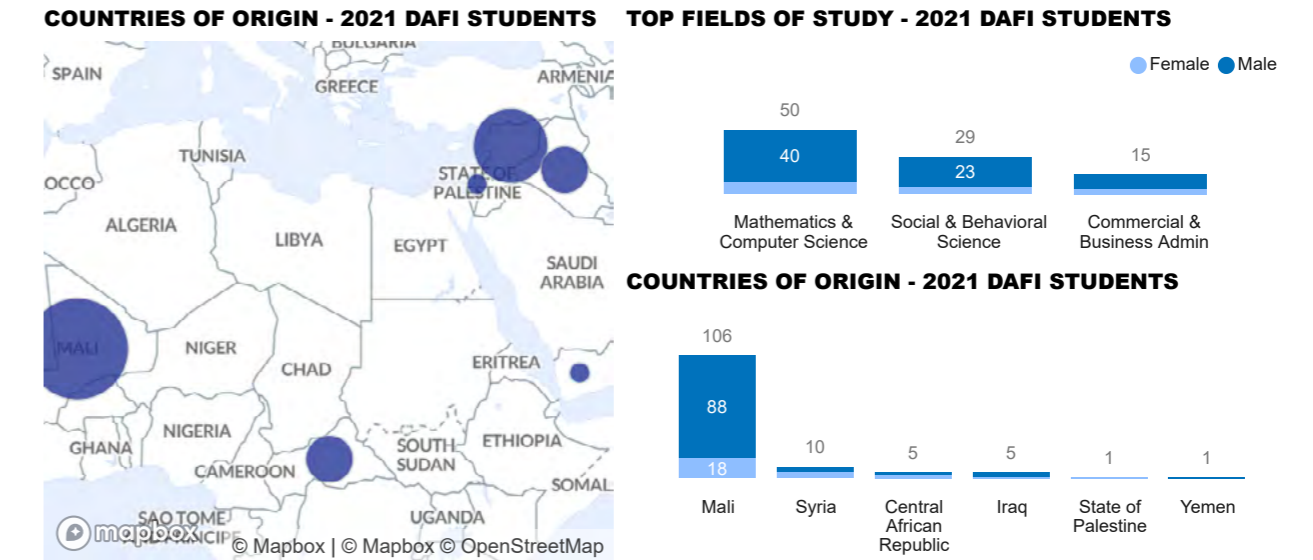 COUNTRIES OF ORIGIN - 2021 DAFI STUDENTS
BULGARIA
SPAIN
GREECE
ARMENIA
TUNISIA
STATE OF
PALESTINE
OCCO
ALGERIA
LIBYA
EGYPT
SAUDI
ARABIA
MALI
NIGER
CHAD
ERITREA
NIGERIA
GHANA
SOUTH
SUDAN
ETHIOPIA
CAMEROON
SOMAL
SAO TOME
AND PRINCIPE
UGANDA
mapbox
© Mapbox | © Mapbox © OpenStreetMap
TOP FIELDS OF STUDY - 2021 DAFI STUDENTS
Female Male
50
40
29
23
15
Mathematics &
Computer Science
Social & Behavioral
Science
Commercial &
Business Admin
COUNTRIES OF ORIGIN - 2021 DAFI STUDENTS
106
88
18
10
5
5
1
1
Mali
Syria
Central
African
Republic
Iraq
State of
Palestine
Yemen